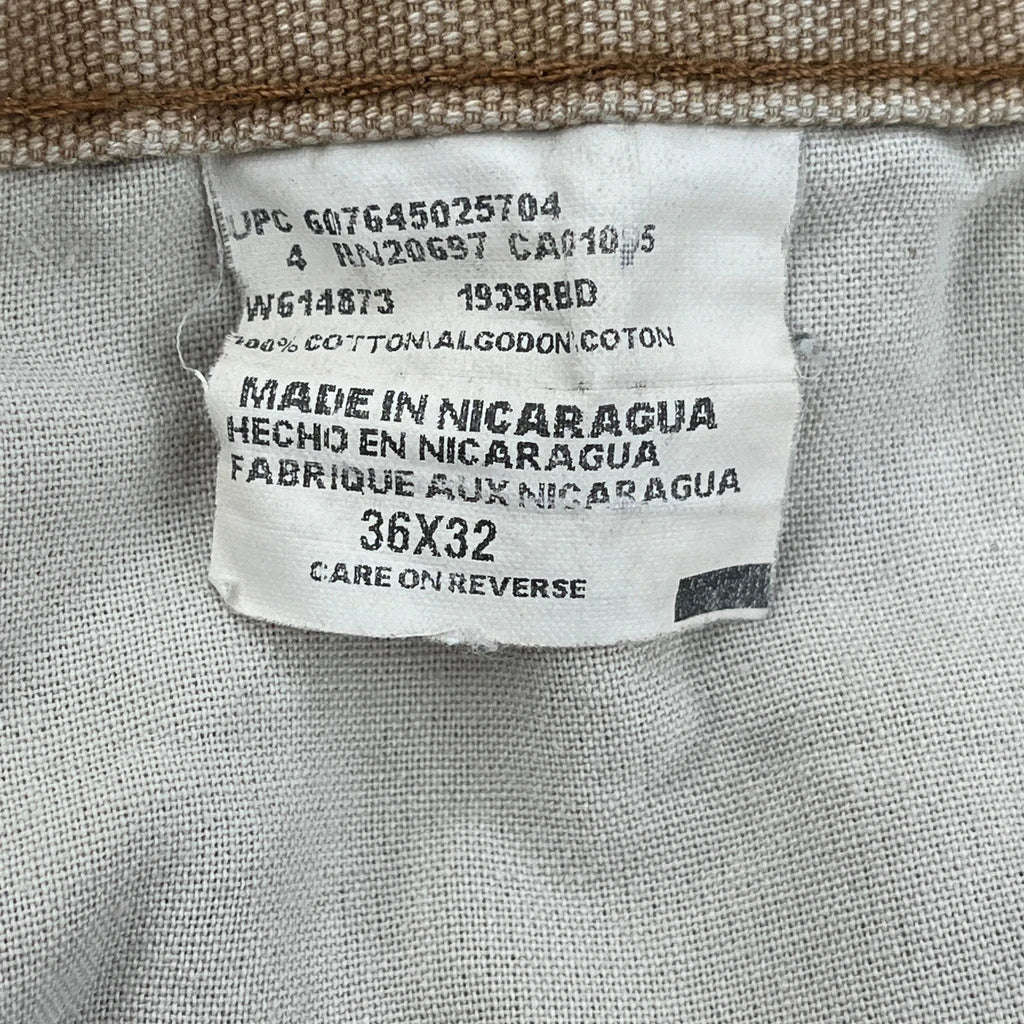 UPC 607645025704
4 RN20697
W614873 1939RBD
100% COTTON\ALGODON\COTON
MADE IN NICARAGUA
HECHO EN NICARAGUA
FABRIQUE AUX NICARAGUA
36X32
CARE ON REVERSE